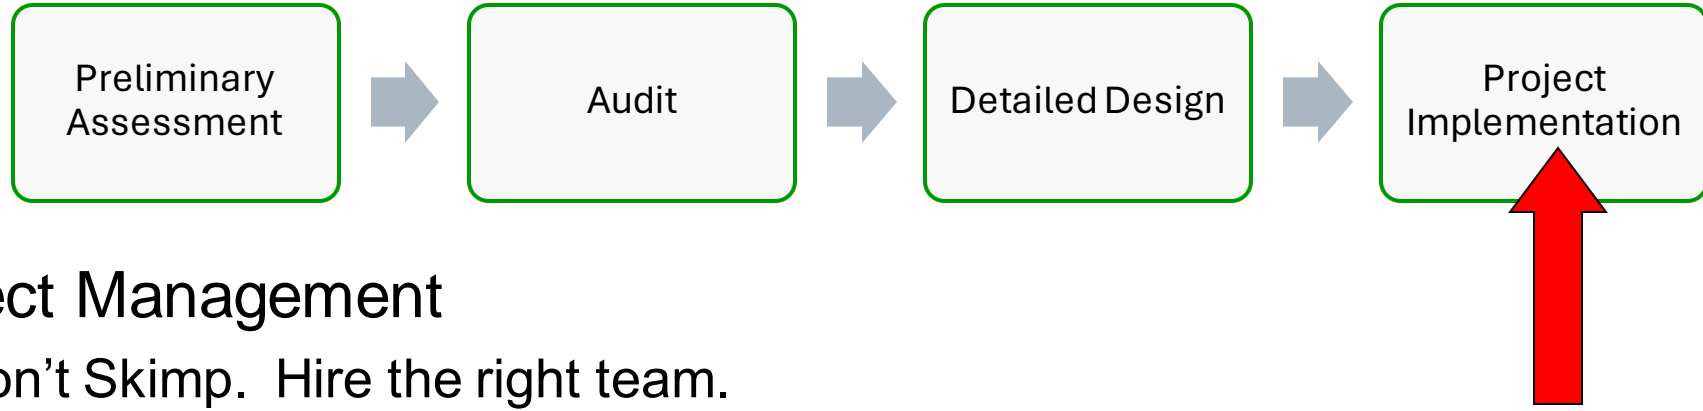 Preliminary
Assessment
Audit
Detailed Design
Project
Implementation
ect Management
on’t Skimp.  Hire the right team.